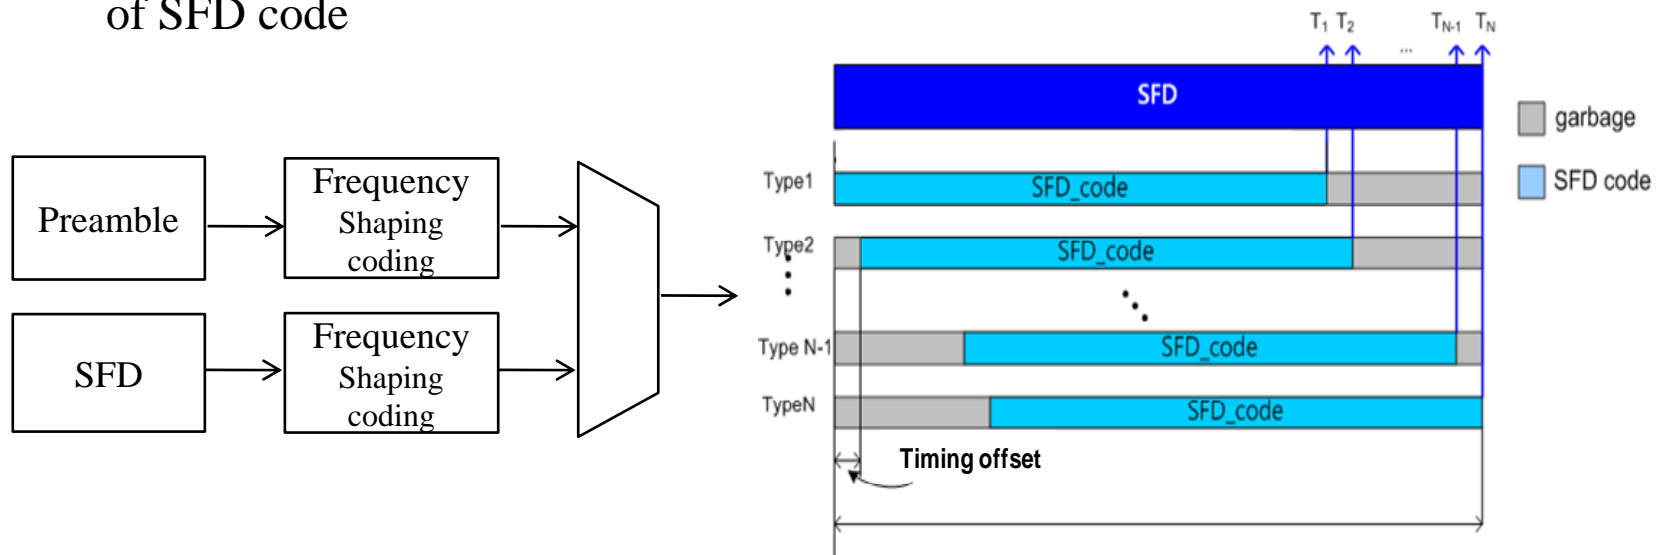 of SFD code
Preamble
Frequency
Shaping
coding
SFD
Frequency
Shaping
coding
T1 T2 ... TN-1 TN
SFD
garbage
SFD code
Type1
SFD_code
Type2
SFD_code
Type N-1
SFD_code
TypeN
SFD_code
Timing offset